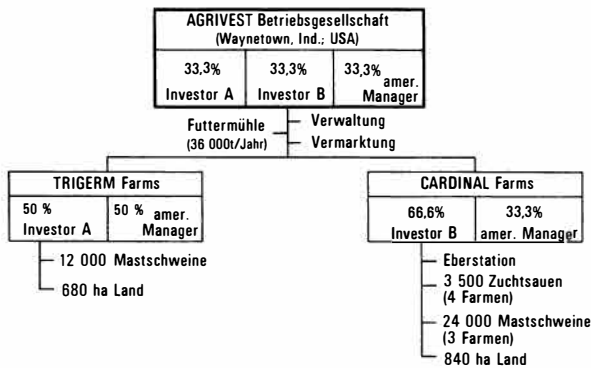 AGRIVEST Betriebsgesellschaft
(Waynetown, Ind.; USA)
33,3%
Investor A
33,3%
Investor B
33,3% amer.
Manager
Futtermühle
(36 000t/Jahr)
Verwaltung
Vermarktung
TRIGERM Farms
50 %
Investor A
50 % amer.
Manager
12 000 Mastschweine
680 ha Land
CARDINAL Farms
66,6%
Investor B
33,3%
amer. Manager
Eberstation
3 500 Zuchtsauen
(4 Farmen)
24 000 Mastschweine
(3 Farmen)
840 ha Land